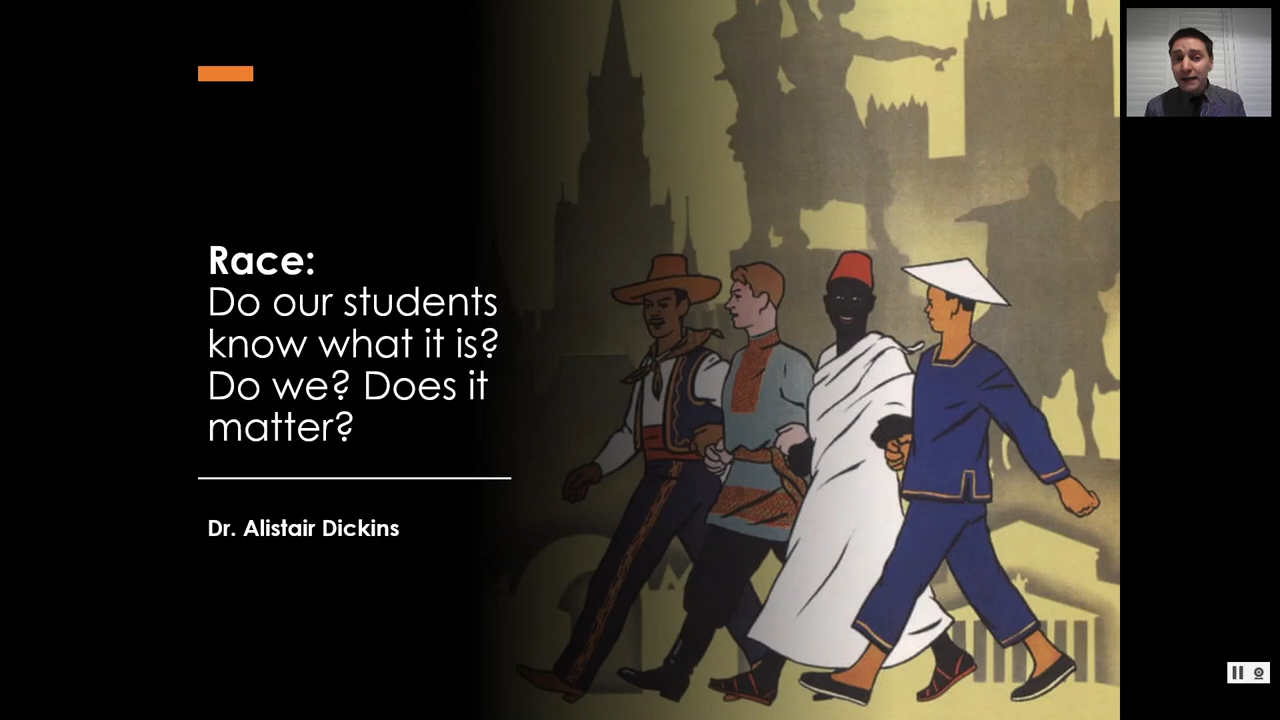 Race:
Do our students
know what it is?
Do we? Does it
matter?
Dr. Alistair Dickins